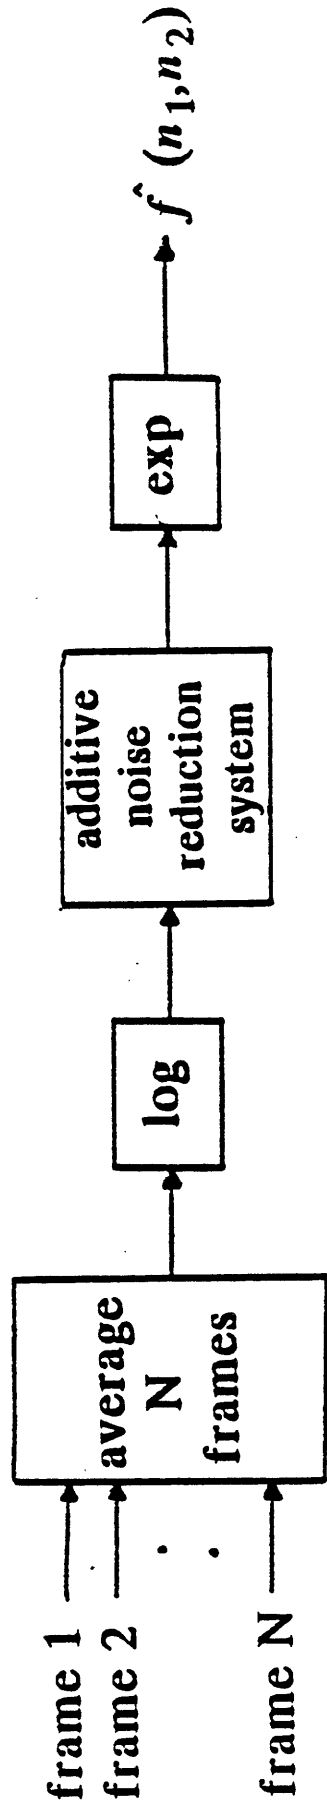 frame 1
frame 2
frame N
average
N
frames
log
additive
noise
reduction
system
exp
f̂ (n₁,n₂)